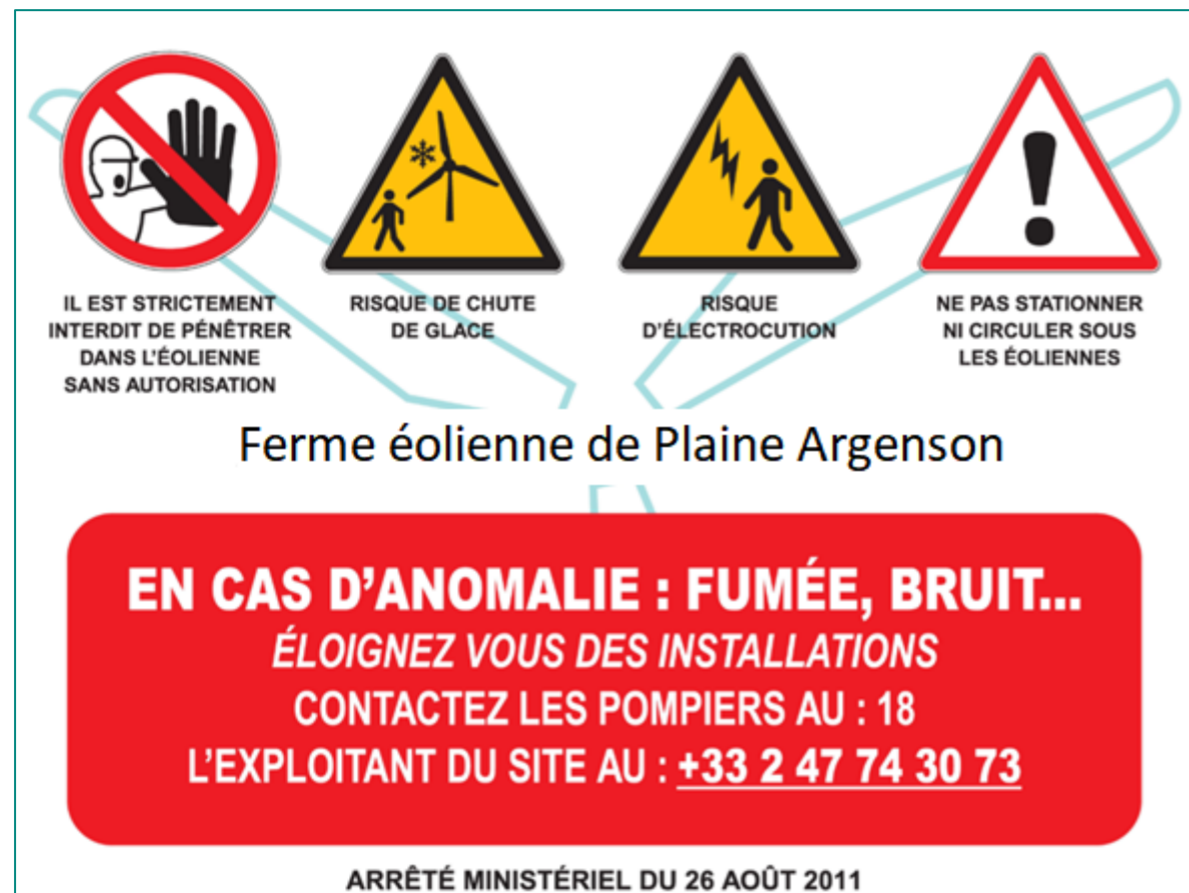 IL EST STRICTEMENT
INTERDIT DE PÉNÊTRER
DANS L'ÉOLIENNE
SANS AUTORISATION
RISQUE DE CHUTE
DE GLACE
RISQUE
D'ÉLECTROCUTION
NE PAS STATIONNER
NI CIRCULER SOUS
LES ÉOLIENNES
Ferme éolienne de Plaine Argenson
EN CAS D'ANOMALIE : FUMÉE, BRUIT...
ÉLOIGNEZ VOUS DES INSTALLATIONS
CONTACTEZ LES POMPIERS AU : 18
L'EXPLOITANT DU SITE AU : +33 2 47 74 30 73
ARRÊTÉ MINISTÉRIEL DU 26 AOÛT 2011